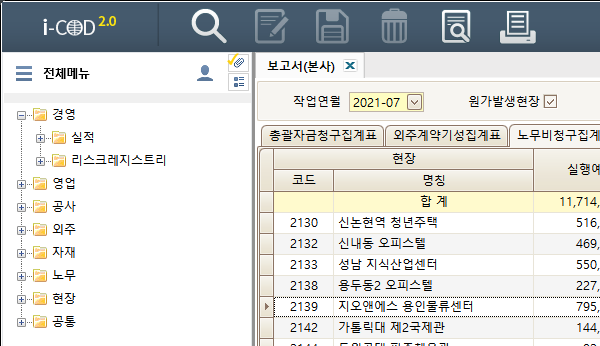 i-COD 2.0
전체메뉴
경영
실적
리스크레지스트리
영업
공사
외주
자재
노무
현장
공통
보고서(본사)
작업연월 2021-07 원가발생현장
총괄자금청구집계표 외주계약기성집계표 노무비청구집계
현장 실행예
코드 명칭
합 계 11,714,
2130 신논현역 청년주택 516,
2132 신내동 오피스텔 469,
2133 성남 지식산업센터 550,
2138 용두동2 오피스텔 227,
2139 지오앤에스 용인물류센터 795,
2142 가톨릭대 제2국제관 144,